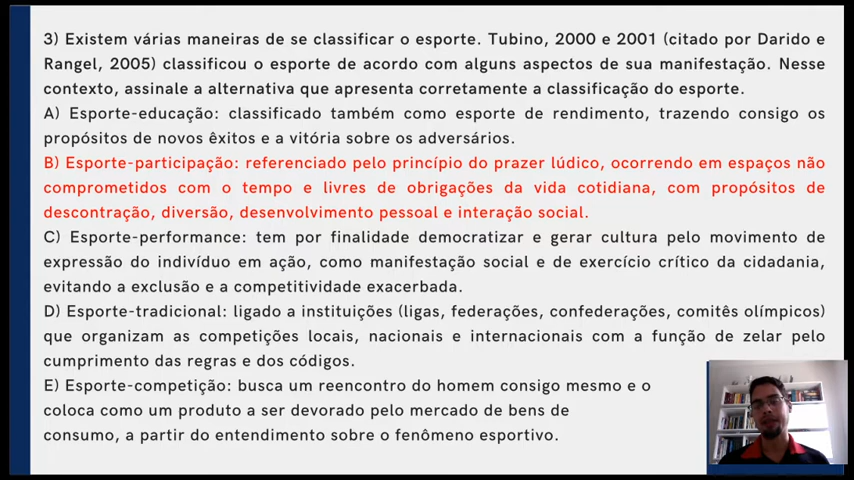 3) Existem várias maneiras de se classificar o esporte. Tubino, 2000 e 2001 (citado por Darido e
Rangel, 2005) classificou o esporte de acordo com alguns aspectos de sua manifestação. Nesse
contexto, assinale a alternativa que apresenta corretamente a classificação do esporte.
A) Esporte-educação: classificado também como esporte de rendimento, trazendo consigo os
propósitos de novos êxitos e a vitória sobre os adversários.
B) Esporte-participação: referenciado pelo princípio do prazer lúdico, ocorrendo em espaços não
comprometidos com o tempo e livres de obrigações da vida cotidiana, com propósitos de
descontração, diversão, desenvolvimento pessoal e interação social.
C) Esporte-performance: tem por finalidade democratizar e gerar cultura pelo movimento de
expressão do indivíduo em ação, como manifestação social e de exercício crítico da cidadania,
evitando a exclusão e a competitividade exacerbada.
D) Esporte-tradicional: ligado a instituições (ligas, federações, confederações, comitês olímpicos)
que organizam as competições locais, nacionais e internacionais com a função de zelar pelo
cumprimento das regras e dos códigos.
E) Esporte-competição: busca um reencontro do homem consigo mesmo e o
coloca como um produto a ser devorado pelo mercado de bens de
consumo, a partir do entendimento sobre o fenômeno esportivo.